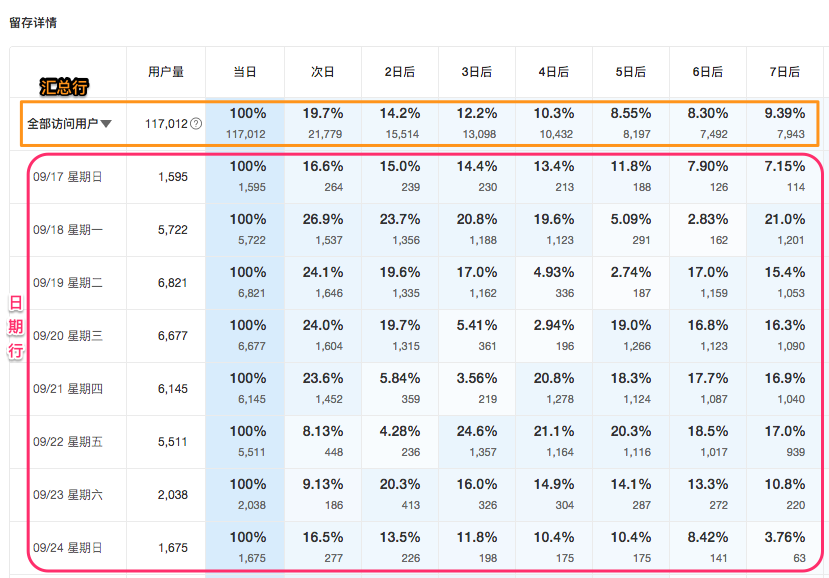 留存详情
用户量 当日 次日 2日后 3日后 4日后 5日后 6日后 7日后
汇总行
全部访问用户 117,012 ? 100% 19.7% 14.2% 12.2% 10.3% 8.55% 8.30% 9.39%
117,012 21,779 15,514 13,098 10,432 8,197 7,492 7,943
09/17 星期日 1,595 100% 16.6% 15.0% 14.4% 13.4% 11.8% 7.90% 7.15%
1,595 264 239 230 213 188 126 114
09/18 星期一 5,722 100% 26.9% 23.7% 20.8% 19.6% 5.09% 2.83% 21.0%
5,722 1,537 1,356 1,188 1,123 291 162 1,201
09/19 星期二 6,821 100% 24.1% 19.6% 17.0% 4.93% 2.74% 17.0% 15.4%
6,821 1,646 1,335 1,162 336 187 1,159 1,053
日期行
09/20 星期三 6,677 100% 24.0% 19.7% 5.41% 2.94% 19.0% 16.8% 16.3%
6,677 1,604 1,315 361 196 1,266 1,123 1,090
09/21 星期四 6,145 100% 23.6% 5.84% 3.56% 20.8% 18.3% 17.7% 16.9%
6,145 1,452 359 219 1,278 1,124 1,087 1,040
09/22 星期五 5,511 100% 8.13% 4.28% 24.6% 21.1% 20.3% 18.5% 17.0%
5,511 448 236 1,357 1,164 1,116 1,017 939
09/23 星期六 2,038 100% 9.13% 20.3% 16.0% 14.9% 14.1% 13.3% 10.8%
2,038 186 413 326 304 287 272 220
09/24 星期日 1,675 100% 16.5% 13.5% 11.8% 10.4% 10.4% 8.42% 3.76%
1,675 277 226 198 175 175 141 63